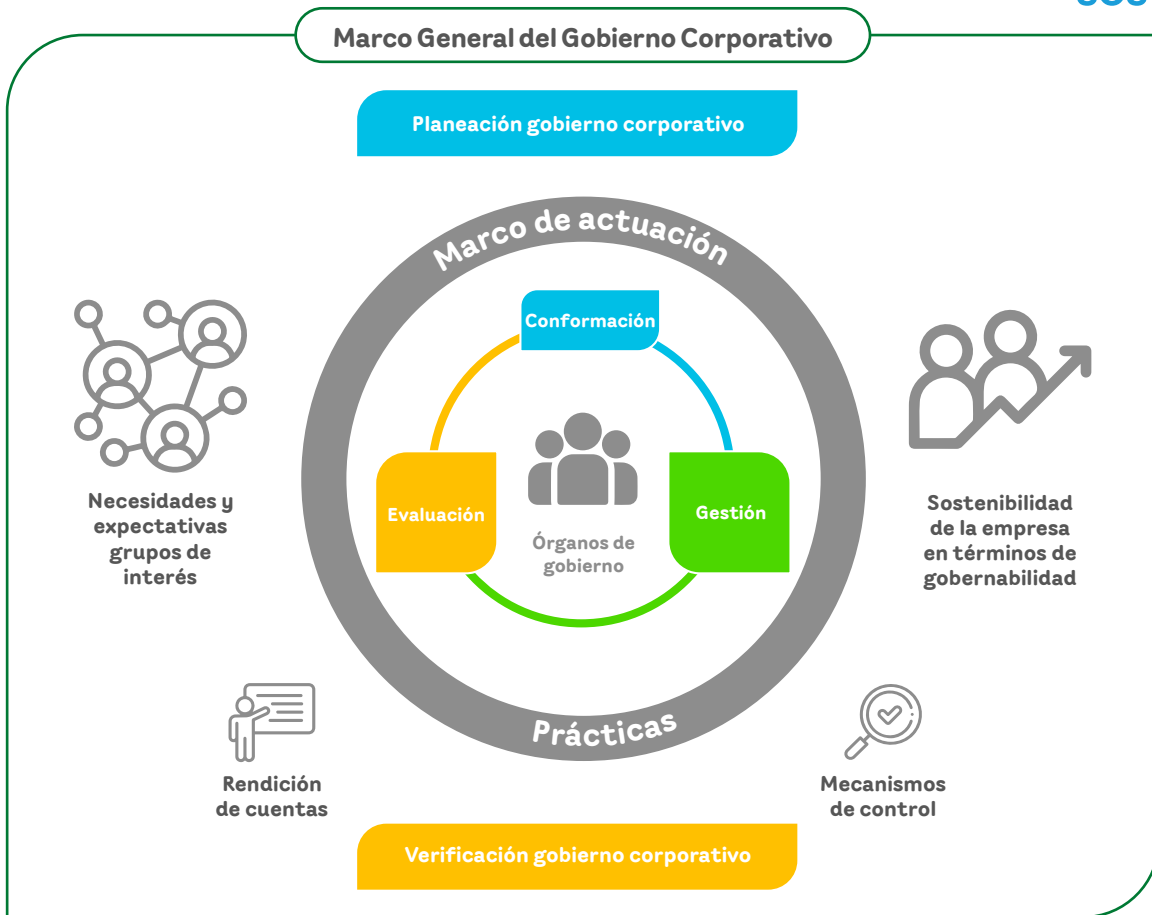 Marco General del Gobierno Corporativo
Planeación gobierno corporativo
Marco de actuación
Conformación
Evaluación
Gestión
Órganos de
gobierno
Necesidades y
expectativas
grupos de
interés
Sostenibilidad
de la empresa
en términos de
gobernabilidad
Prácticas
Rendición
de cuentas
Mecanismos
de control
Verificación gobierno corporativo